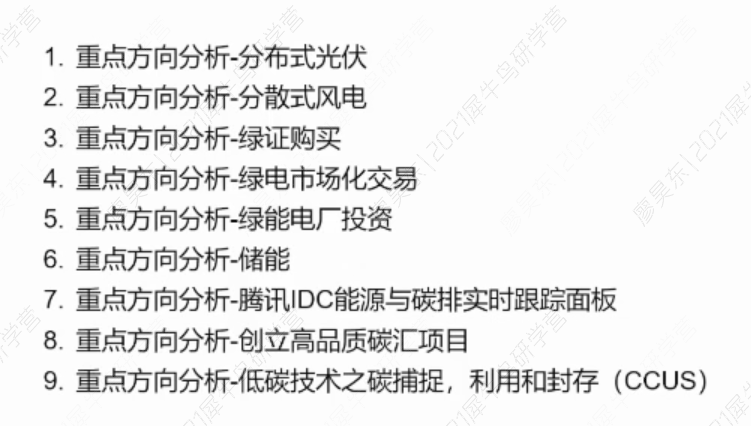 1. 重点方向分析-分布式光伏
2. 重点方向分析-分散式风电
3. 重点方向分析-绿证购买
4. 重点方向分析-绿电市场化交易
5. 重点方向分析-绿能电厂投资
6. 重点方向分析-储能
7. 重点方向分析-腾讯IDC能源与碳排实时跟踪面板
8. 重点方向分析-创立高品质碳汇项目
9. 重点方向分析-低碳技术之碳捕捉，利用和封存（CCUS）
廖昊东|2021犀牛鸟研学营